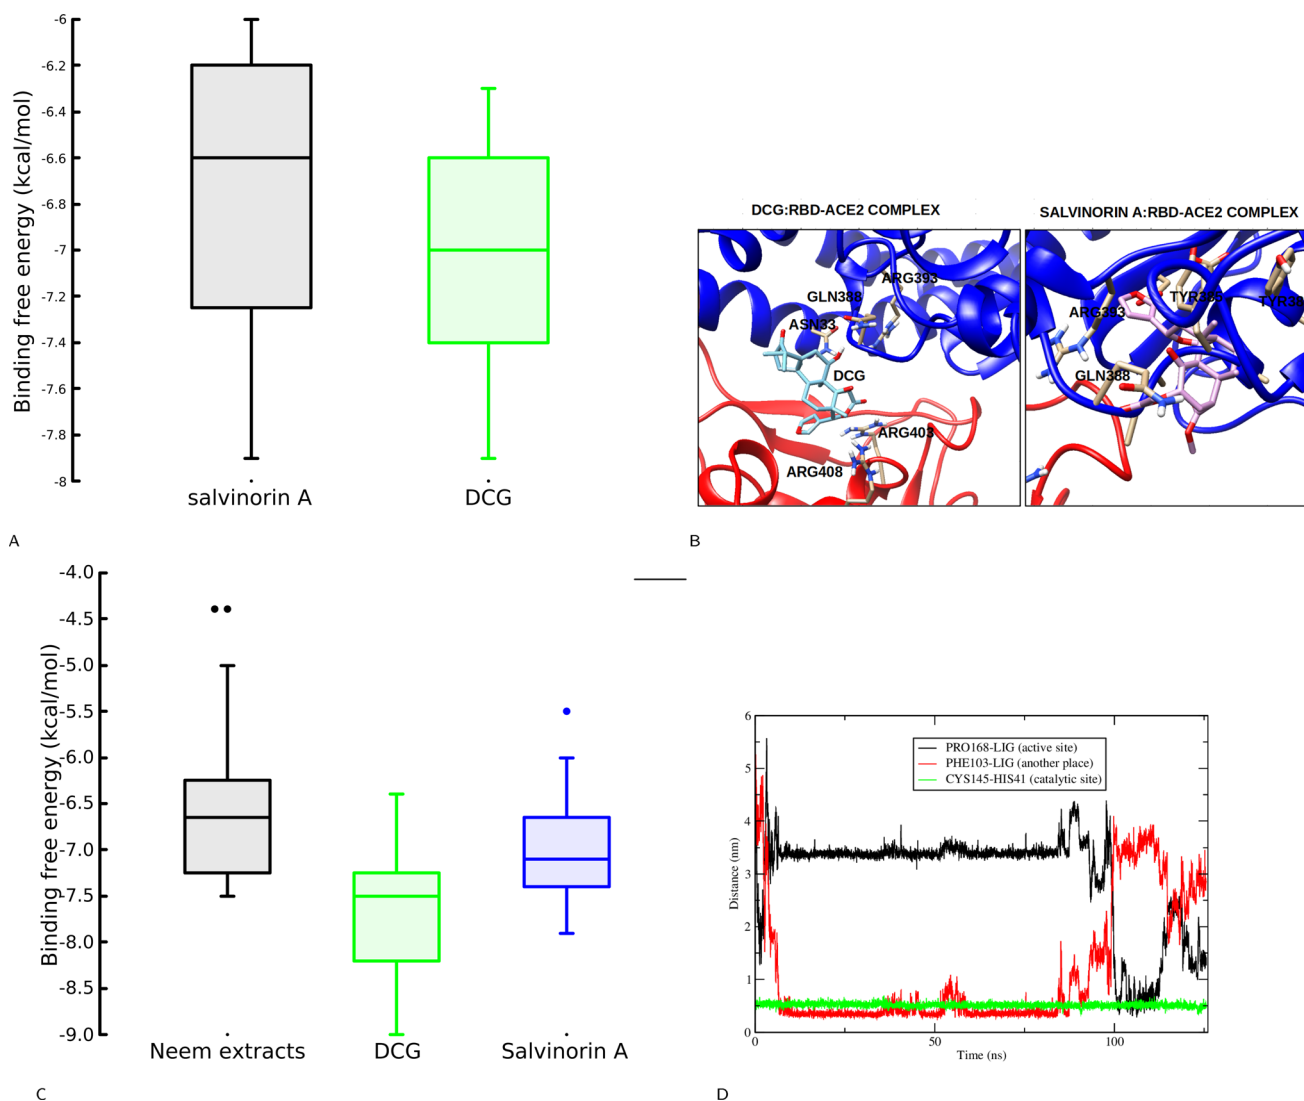 Binding free energy (kcal/mol)
-6
-6.2
-6.4
-6.6
-6.8
-7
-7.2
-7.4
-7.6
-7.8
-8
salvinorin A
DCG
A
DCG:RBD-ACE2 COMPLEX
ARG393
GLN388
ASN33
DCG
ARG403
ARG408
SALVINORIN A:RBD-ACE2 COMPLEX
ARG393
GLN388
B
Binding free energy (kcal/mol)
-4.0
-4.5
-5.0
-5.5
-6.0
-6.5
-7.0
-7.5
-8.0
-8.5
-9.0
Neem extracts
DCG
Salvinorin A
C
Distance (nm)
6
5
4
3
2
1
0
PRO168-LIG (active site)
PHE103-LIG (another place)
CYS145-HIS41 (catalytic site)
0
50
100
Time (ns)
D